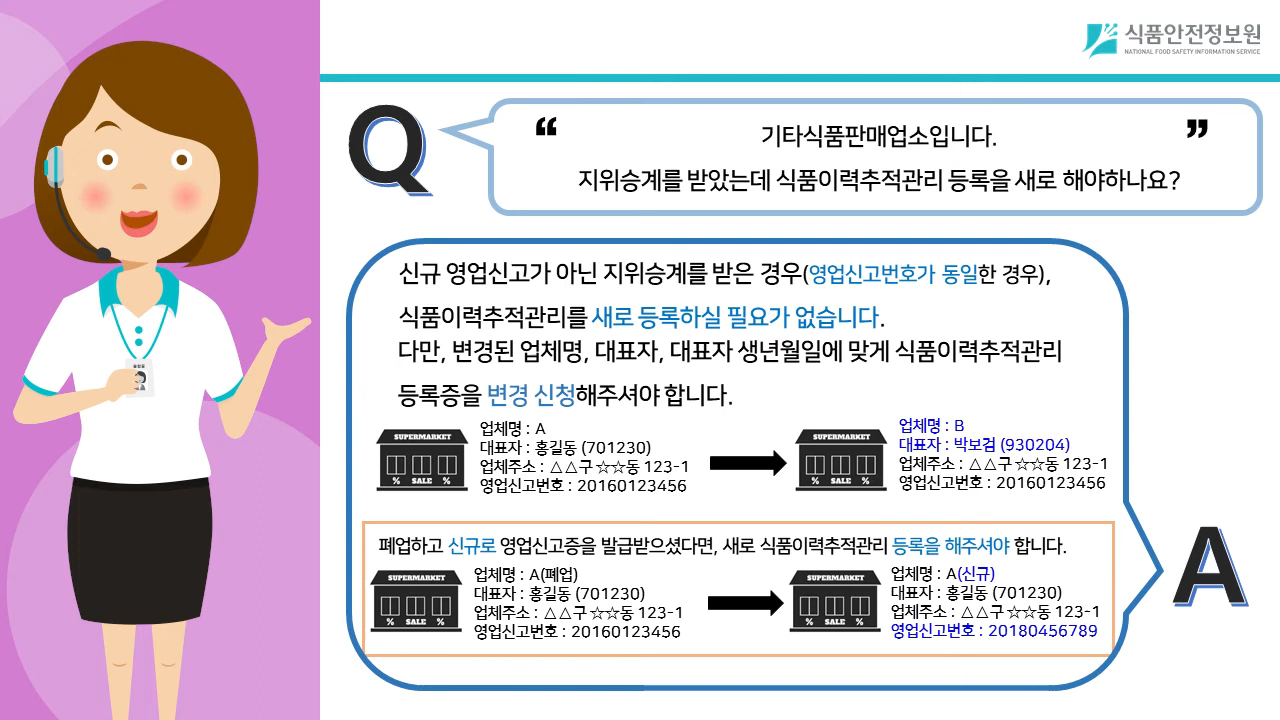 식품안전정보원
NATIONAL FOOD SAFETY INFORMATION SERVICE
Q
“ 기타식품판매업소입니다. ”
지위승계를 받았는데 식품이력추적관리 등록을 새로 해야하나요?
신규 영업신고가 아닌 지위승계를 받은 경우(영업신고번호가 동일한 경우),
식품이력추적관리를 새로 등록하실 필요가 없습니다.
다만, 변경된 업체명, 대표자, 대표자 생년월일에 맞게 식품이력추적관리
등록증을 변경 신청해주셔야 합니다.
SUPERMARKET
% SALE %
업체명 : A
대표자 : 홍길동 (701230)
업체주소 : △△구 ☆☆동 123-1
영업신고번호 : 20160123456
SUPERMARKET
% SALE %
업체명 : B
대표자 : 박보검 (930204)
업체주소 : △△구 ☆☆동 123-1
영업신고번호 : 20160123456
폐업하고 신규로 영업신고증을 발급받으셨다면, 새로 식품이력추적관리 등록을 해주셔야 합니다.
SUPERMARKET
% SALE %
업체명 : A(폐업)
대표자 : 홍길동 (701230)
업체주소 : △△구 ☆☆동 123-1
영업신고번호 : 20160123456
SUPERMARKET
% SALE %
업체명 : A(신규)
대표자 : 홍길동 (701230)
업체주소 : △△구 ☆☆동 123-1
영업신고번호 : 20180456789
A